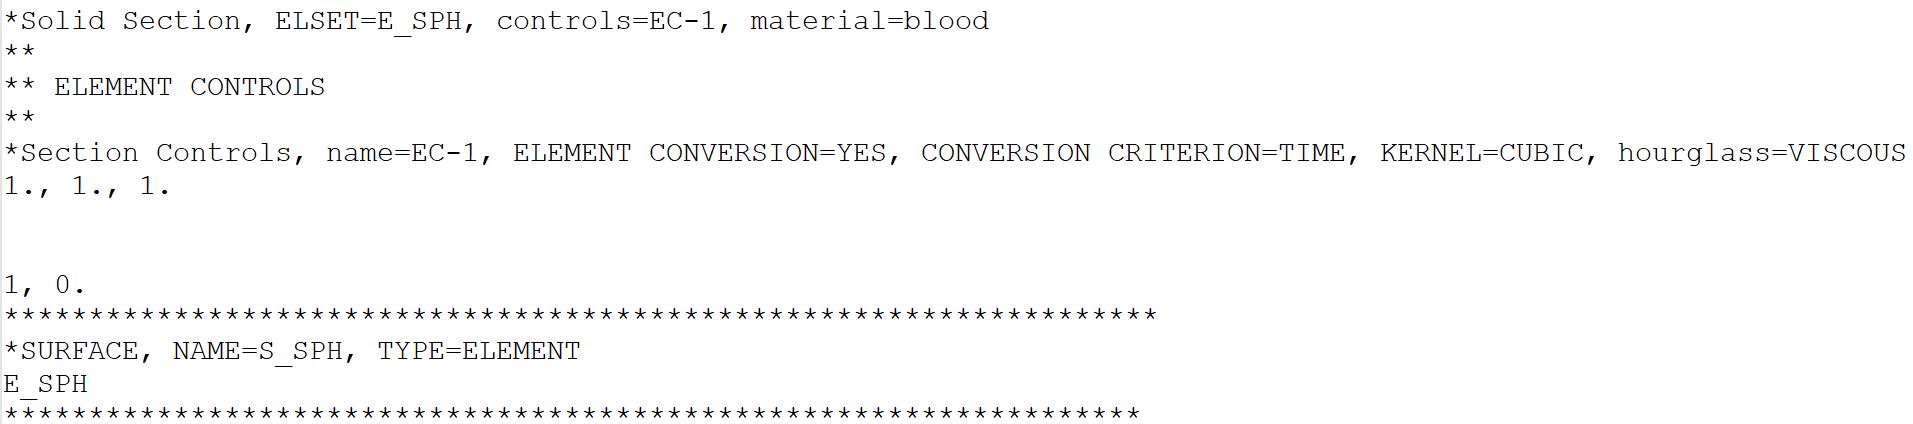 *Solid Section, ELSET=E_SPH, controls=EC-1, material=blood
**
** ELEMENT CONTROLS
**
*Section Controls, name=EC-1, ELEMENT CONVERSION=YES, CONVERSION CRITERION=TIME, KERNEL=CUBIC, hourglass=VISCOUS
1., 1., 1.
1, 0.
********************************************************************
*SURFACE, NAME=S_SPH, TYPE=ELEMENT
E_SPH
*******************************************************************